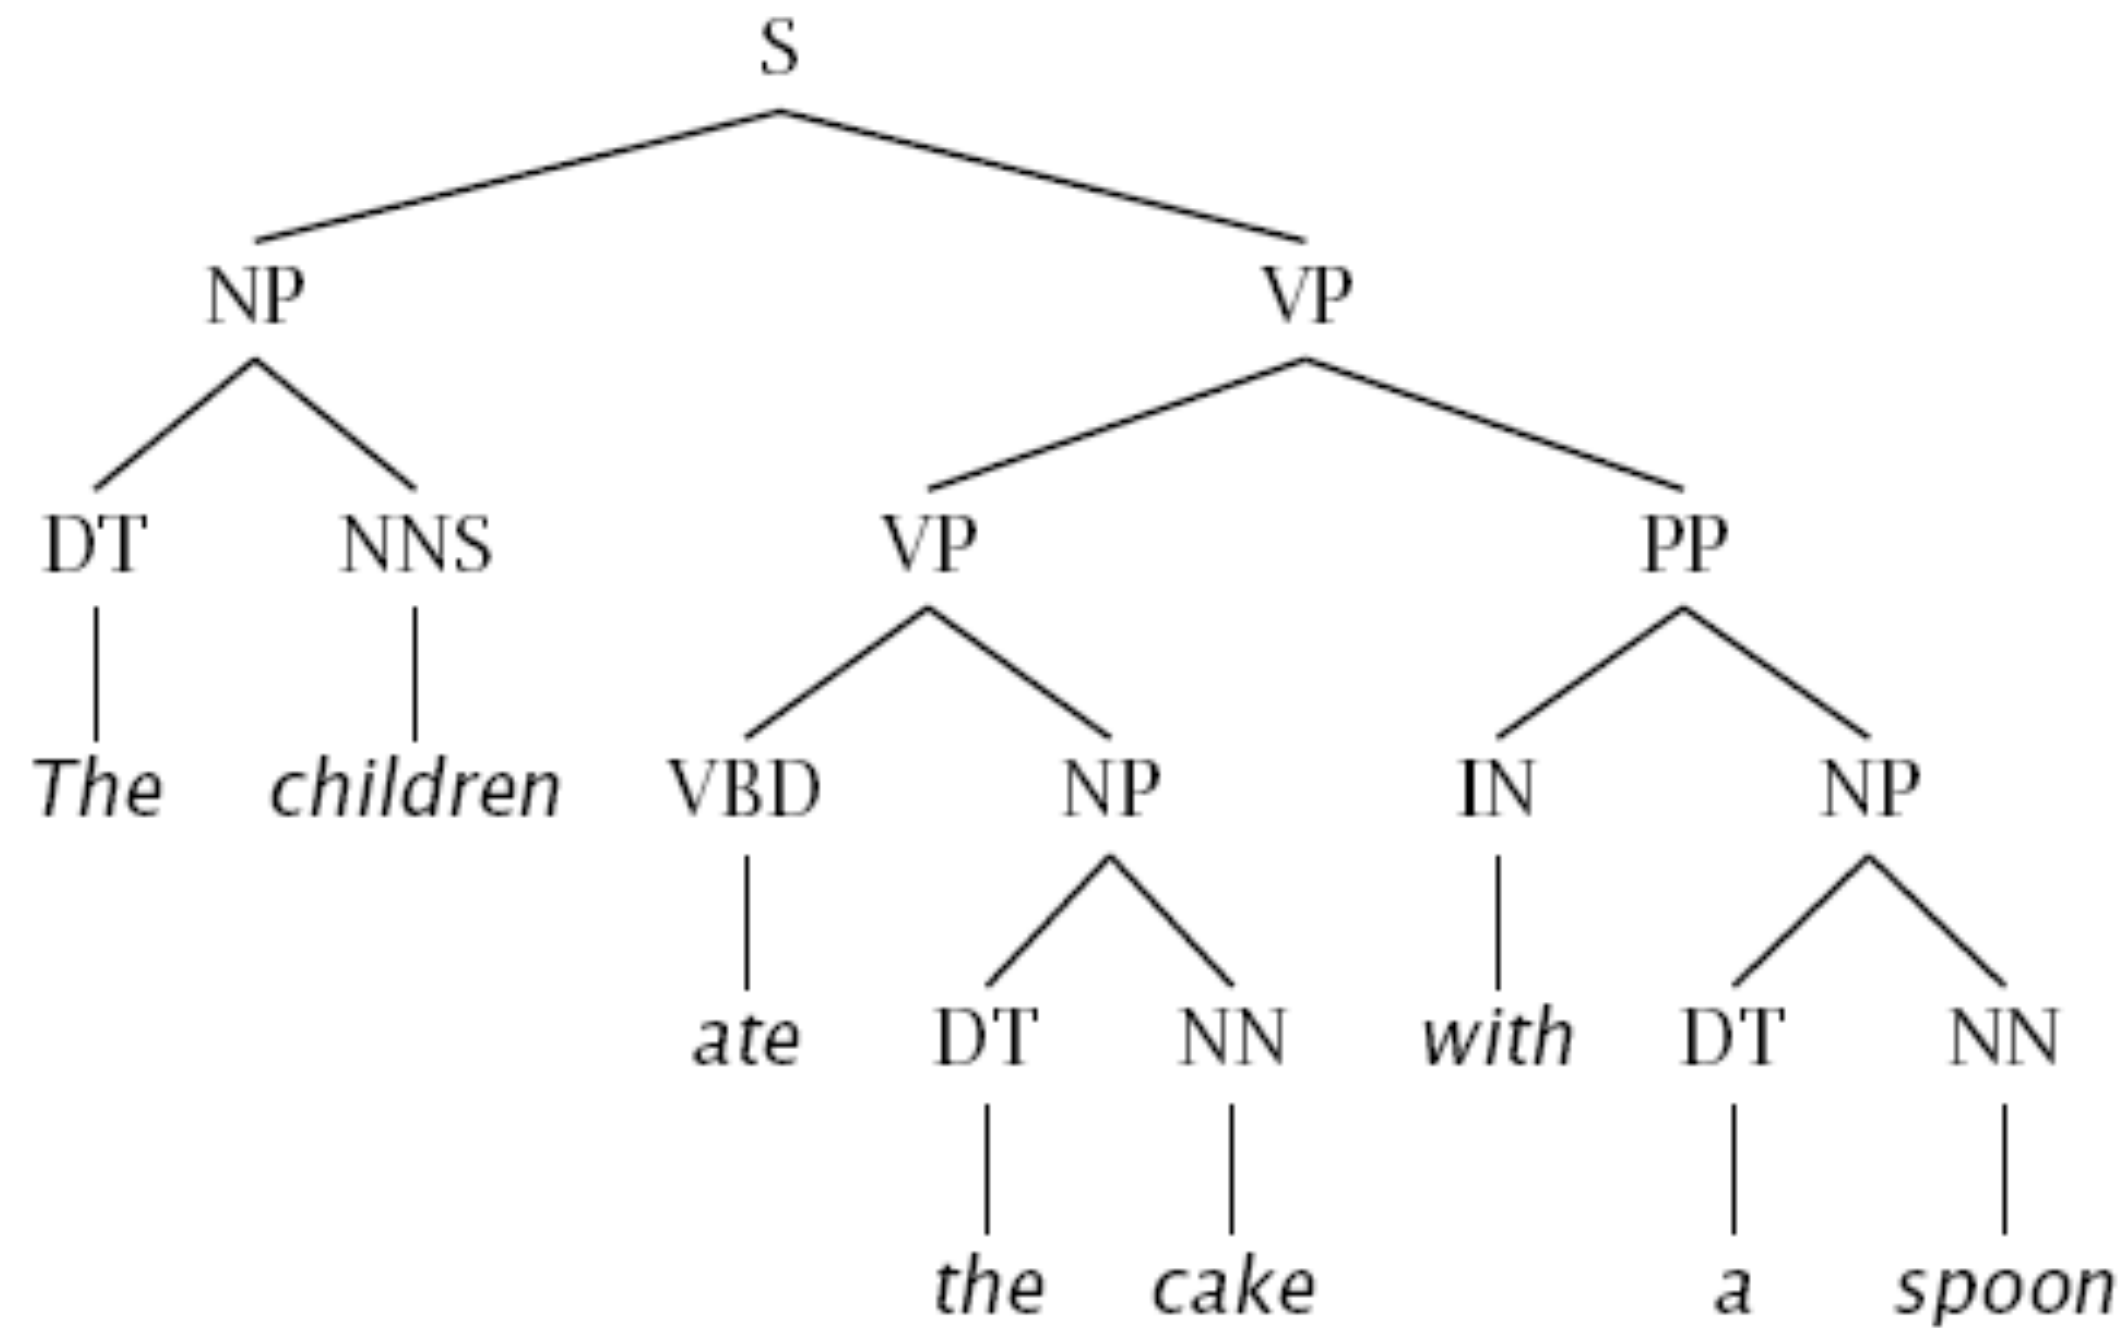 S
NP VP
DT NNS VP PP
The children VBD NP IN NP
ate DT NN with DT NN
the cake a spoon